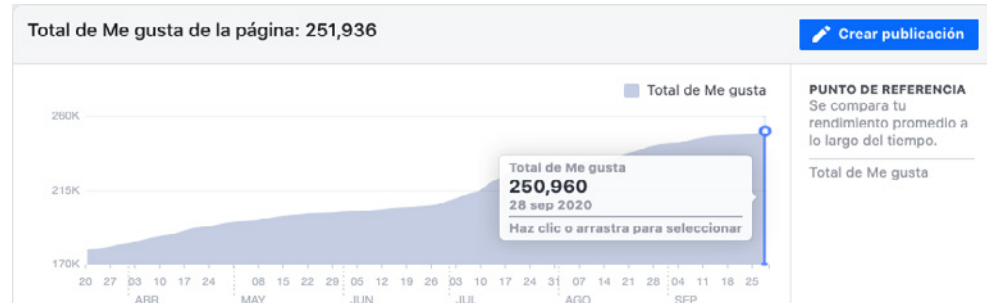 Total de Me gusta de la página: 251,936
Crear publicación
Total de Me gusta
PUNTO DE REFERENCIA
Se compara tu
rendimiento promedio a
lo largo del tiempo.
Total de Me gusta
260K
215K
170K
Total de Me gusta
250,960
28 sep 2020
Haz clic o arrastra para seleccionar
20 27 03 10 17 24 08 15 22 29 05 12 19 26 03 10 17 24 31 07 14 21 28 04 11 18 25
ABR MAY JUN JUL AGO SEP